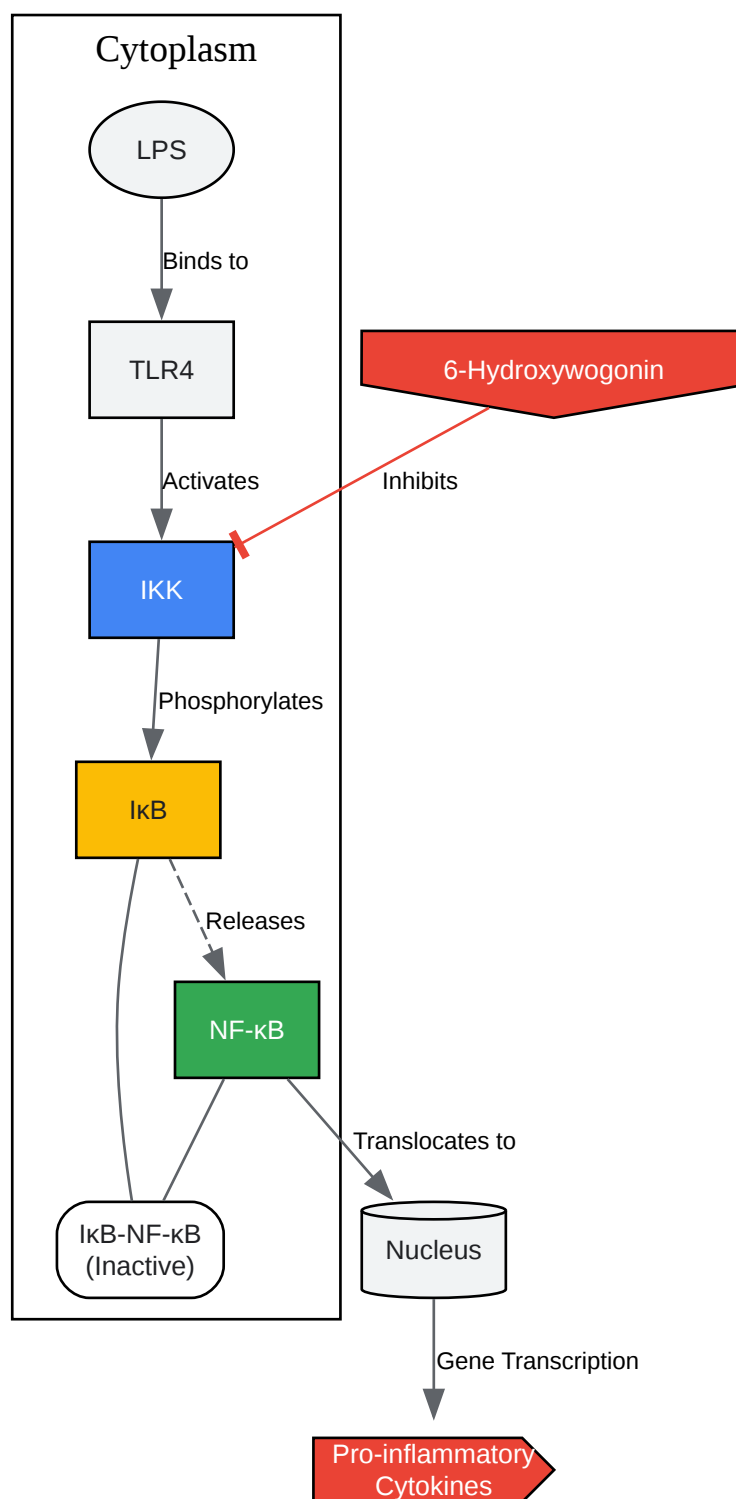 Cytoplasm
LPS
Binds to
TLR4
6-Hydroxywogonin
Activates
Inhibits
IKK
Phosphorylates
IκB
Releases
NF-κB
Translocates to
IκB-NF-κB
(Inactive)
Nucleus
Gene Transcription
Pro-inflammatory
Cytokines